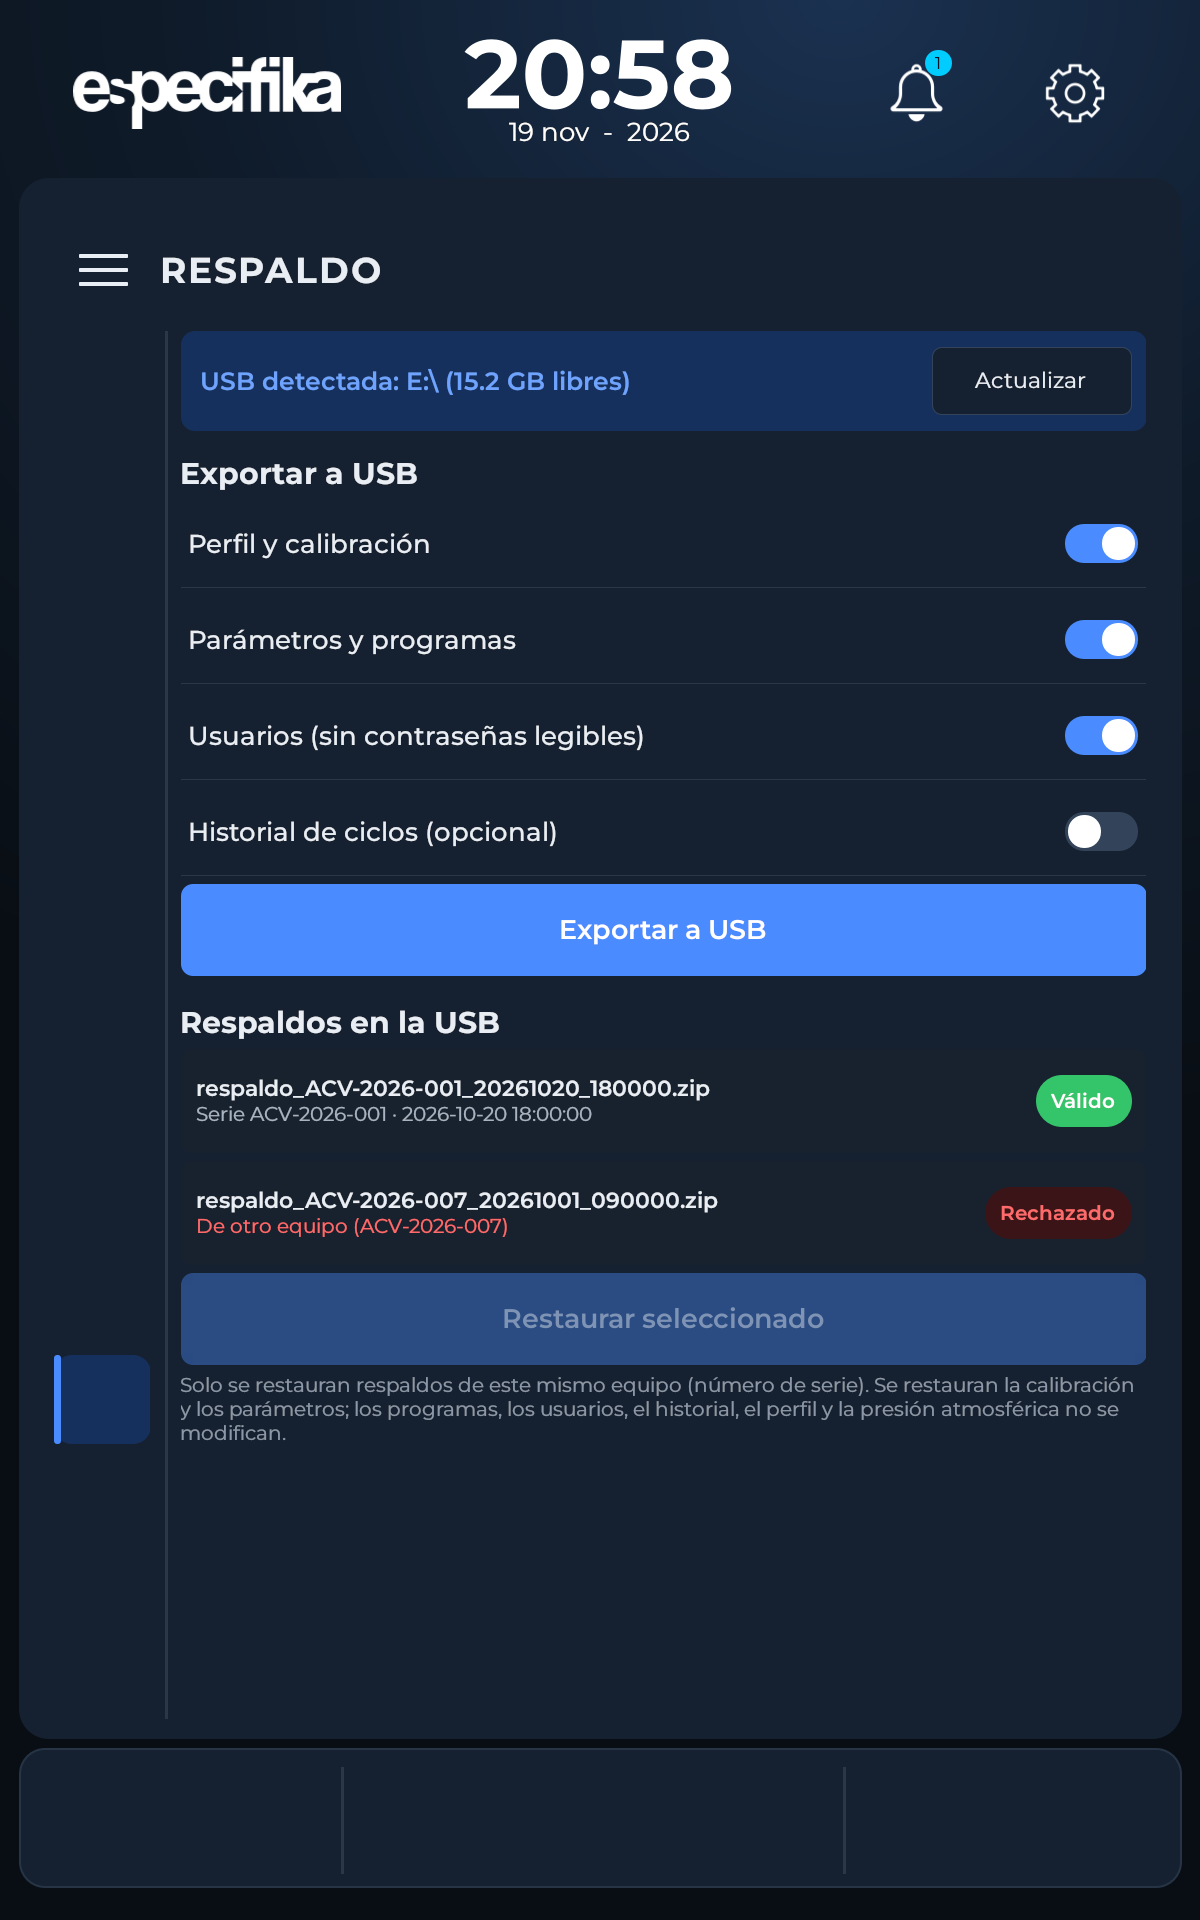 especifika
20:58
19 nov - 2026
1
RESPALDO
USB detectada: E:\ (15.2 GB libres)
Actualizar
Exportar a USB
Perfil y calibración
Parámetros y programas
Usuarios (sin contraseñas legibles)
Historial de ciclos (opcional)
Exportar a USB
Respaldos en la USB
respaldo_ACV-2026-001_20261020_180000.zip
Serie ACV-2026-001 · 2026-10-20 18:00:00
Válido
respaldo_ACV-2026-007_20261001_090000.zip
De otro equipo (ACV-2026-007)
Rechazado
Restaurar seleccionado
Solo se restauran respaldos de este mismo equipo (número de serie). Se restauran la calibración
y los parámetros; los programas, los usuarios, el historial, el perfil y la presión atmosférica no se
modifican.